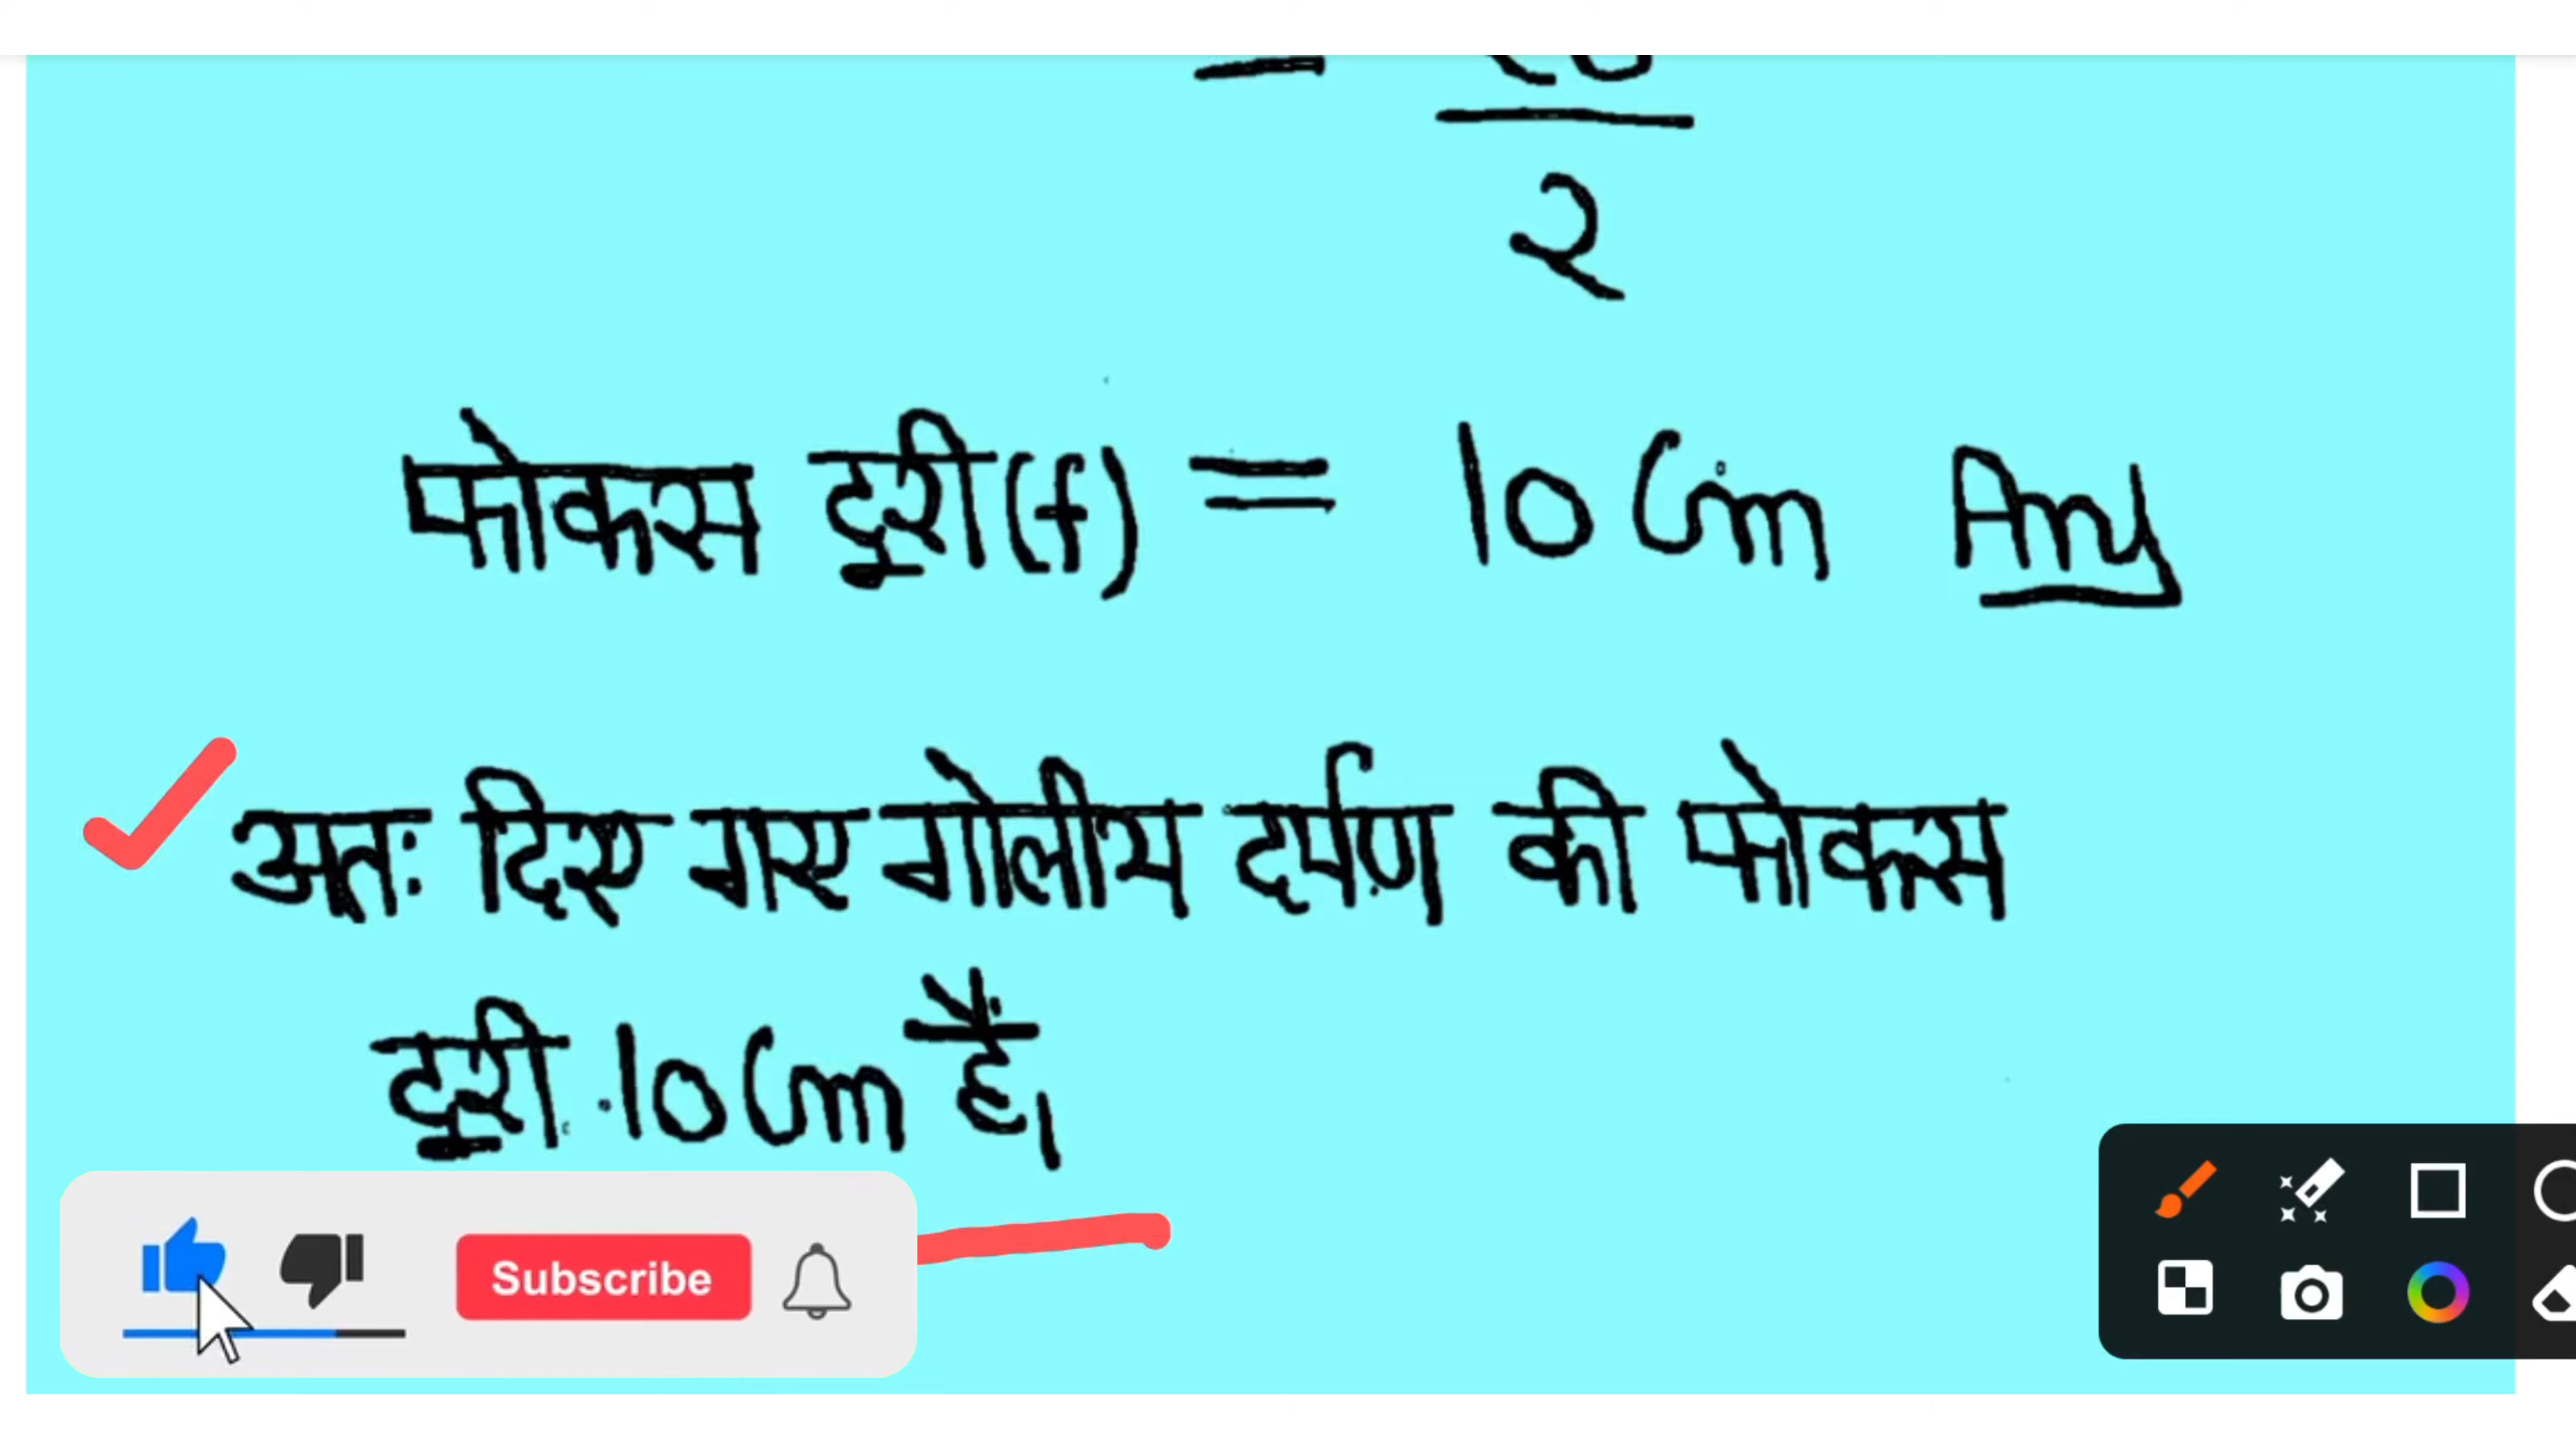 =
2
फोकस दूरी (f) = 10 Cm Ans
अतः दिए गए गोलीय दर्पण की फोकस
दूरी 10 Cm हैं।
Subscribe